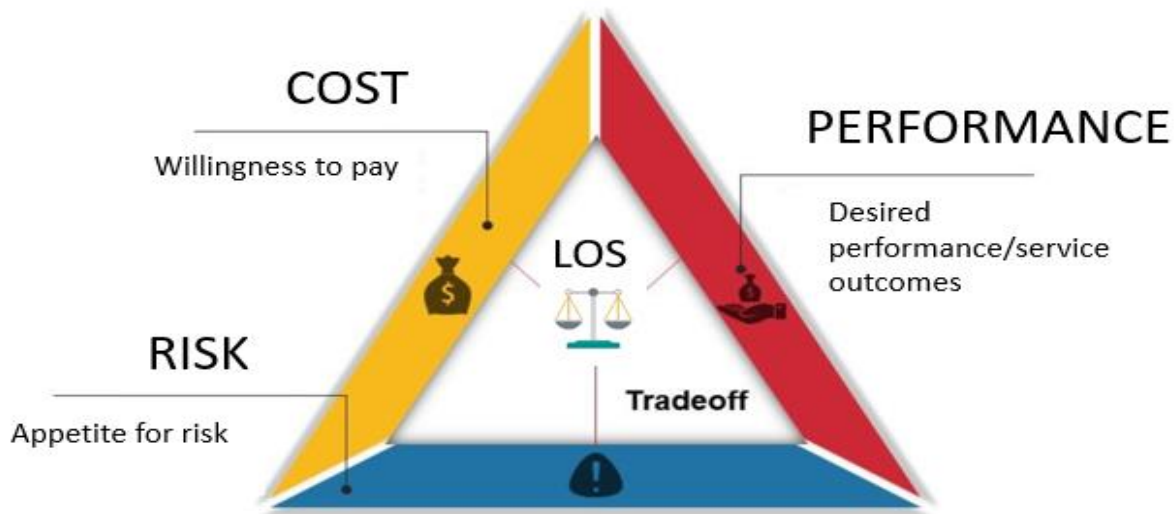 COST
Willingness to pay
PERFORMANCE
Desired
performance/service
outcomes
LOS
$
RISK
Appetite for risk
Tradeoff
!